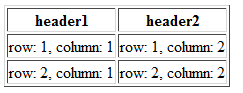 header1 header2
row: 1, column: 1 row: 1, column: 2
row: 2, column: 1 row: 2, column: 2